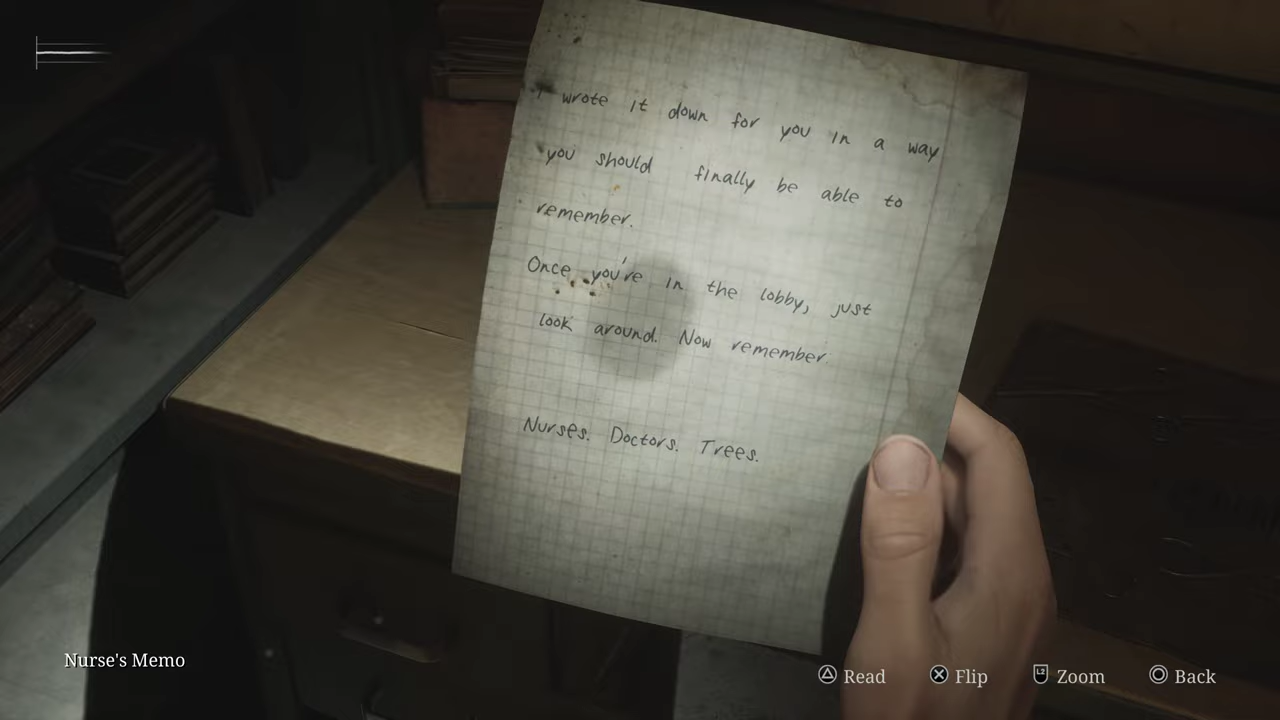 I wrote it down for you in a way
you should finally be able to
remember.
Once you're in the lobby, just
look around. Now remember.
Nurses. Doctors. Trees.
Nurse's Memo
Read
Flip
L2
Zoom
Back